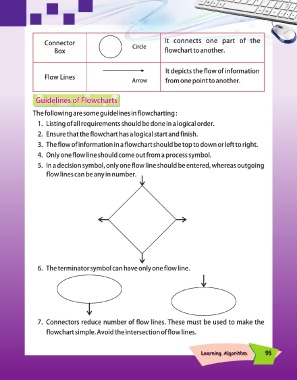 Connector
Box
Circle
It connects one part of the
flowchart to another.
Flow Lines
Arrow
It depicts the flow of information
from one point to another.
Guidelines of Flowcharts
The following are some guidelines in flowcharting :
1. Listing of all requirements should be done in a logical order.
2. Ensure that the flowchart has a logical start and finish.
3. The flow of information in a flowchart should be top to down or left to right.
4. Only one flow line should come out from a process symbol.
5. In a decision symbol, only one flow line should be entered, whereas outgoing
flow lines can be any in number.
6. The terminator symbol can have only one flow line.
7. Connectors reduce number of flow lines. These must be used to make the
flowchart simple. Avoid the intersection of flow lines.
Learning Algorithm 95